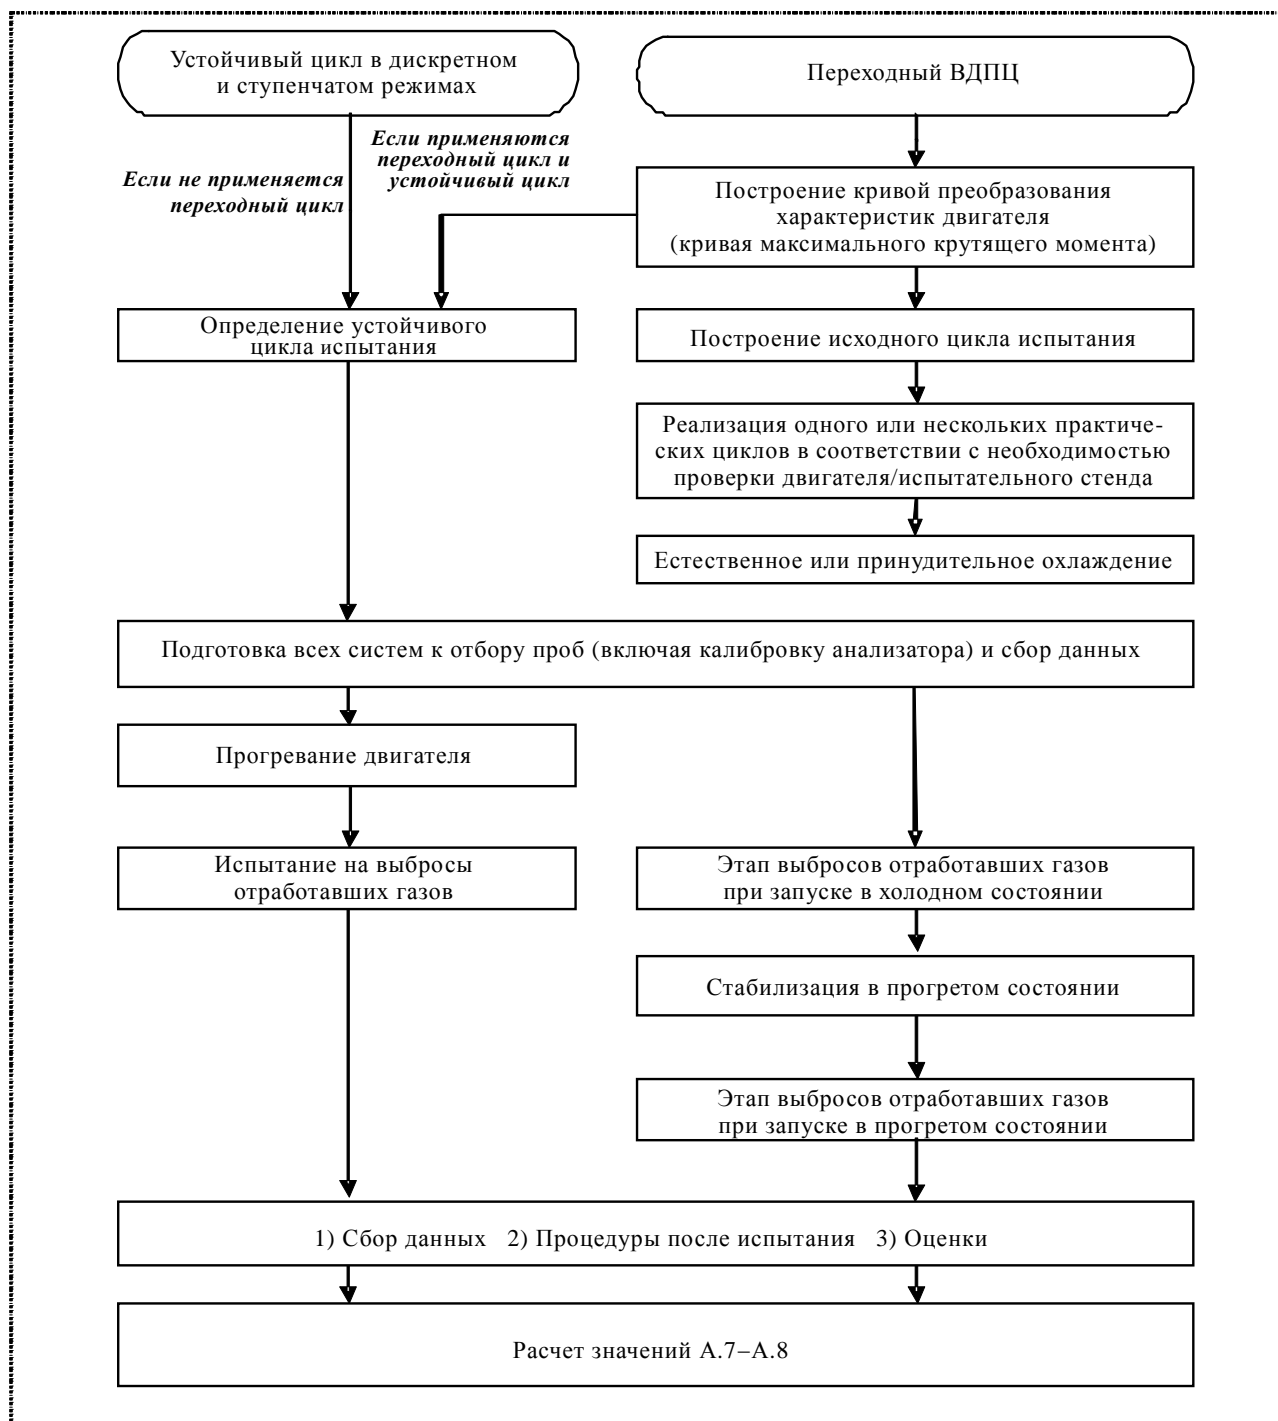 Устойчивый цикл в дискретном
и ступенчатом режимах
Переходный ВДПЦ
Если применяются
переходный цикл и
устойчивый цикл
Если не применяется
переходный цикл
Построение кривой преобразования
характеристик двигателя
(кривая максимального крутящего момента)
Определение устойчивого
цикла испытания
Построение исходного цикла испытания
Реализация одного или нескольких практиче-
ских циклов в соответствии с необходимостью
проверки двигателя/испытательного стенда
Естественное или принудительное охлаждение
Подготовка всех систем к отбору проб (включая калибровку анализатора) и сбор данных
Прогревание двигателя
Испытание на выбросы
отработавших газов
Этап выбросов отработавших газов
при запуске в холодном состоянии
Стабилизация в прогретом состоянии
Этап выбросов отработавших газов
при запуске в прогретом состоянии
1) Сбор данных 2) Процедуры после испытания 3) Оценки
Расчет значений А.7–А.8